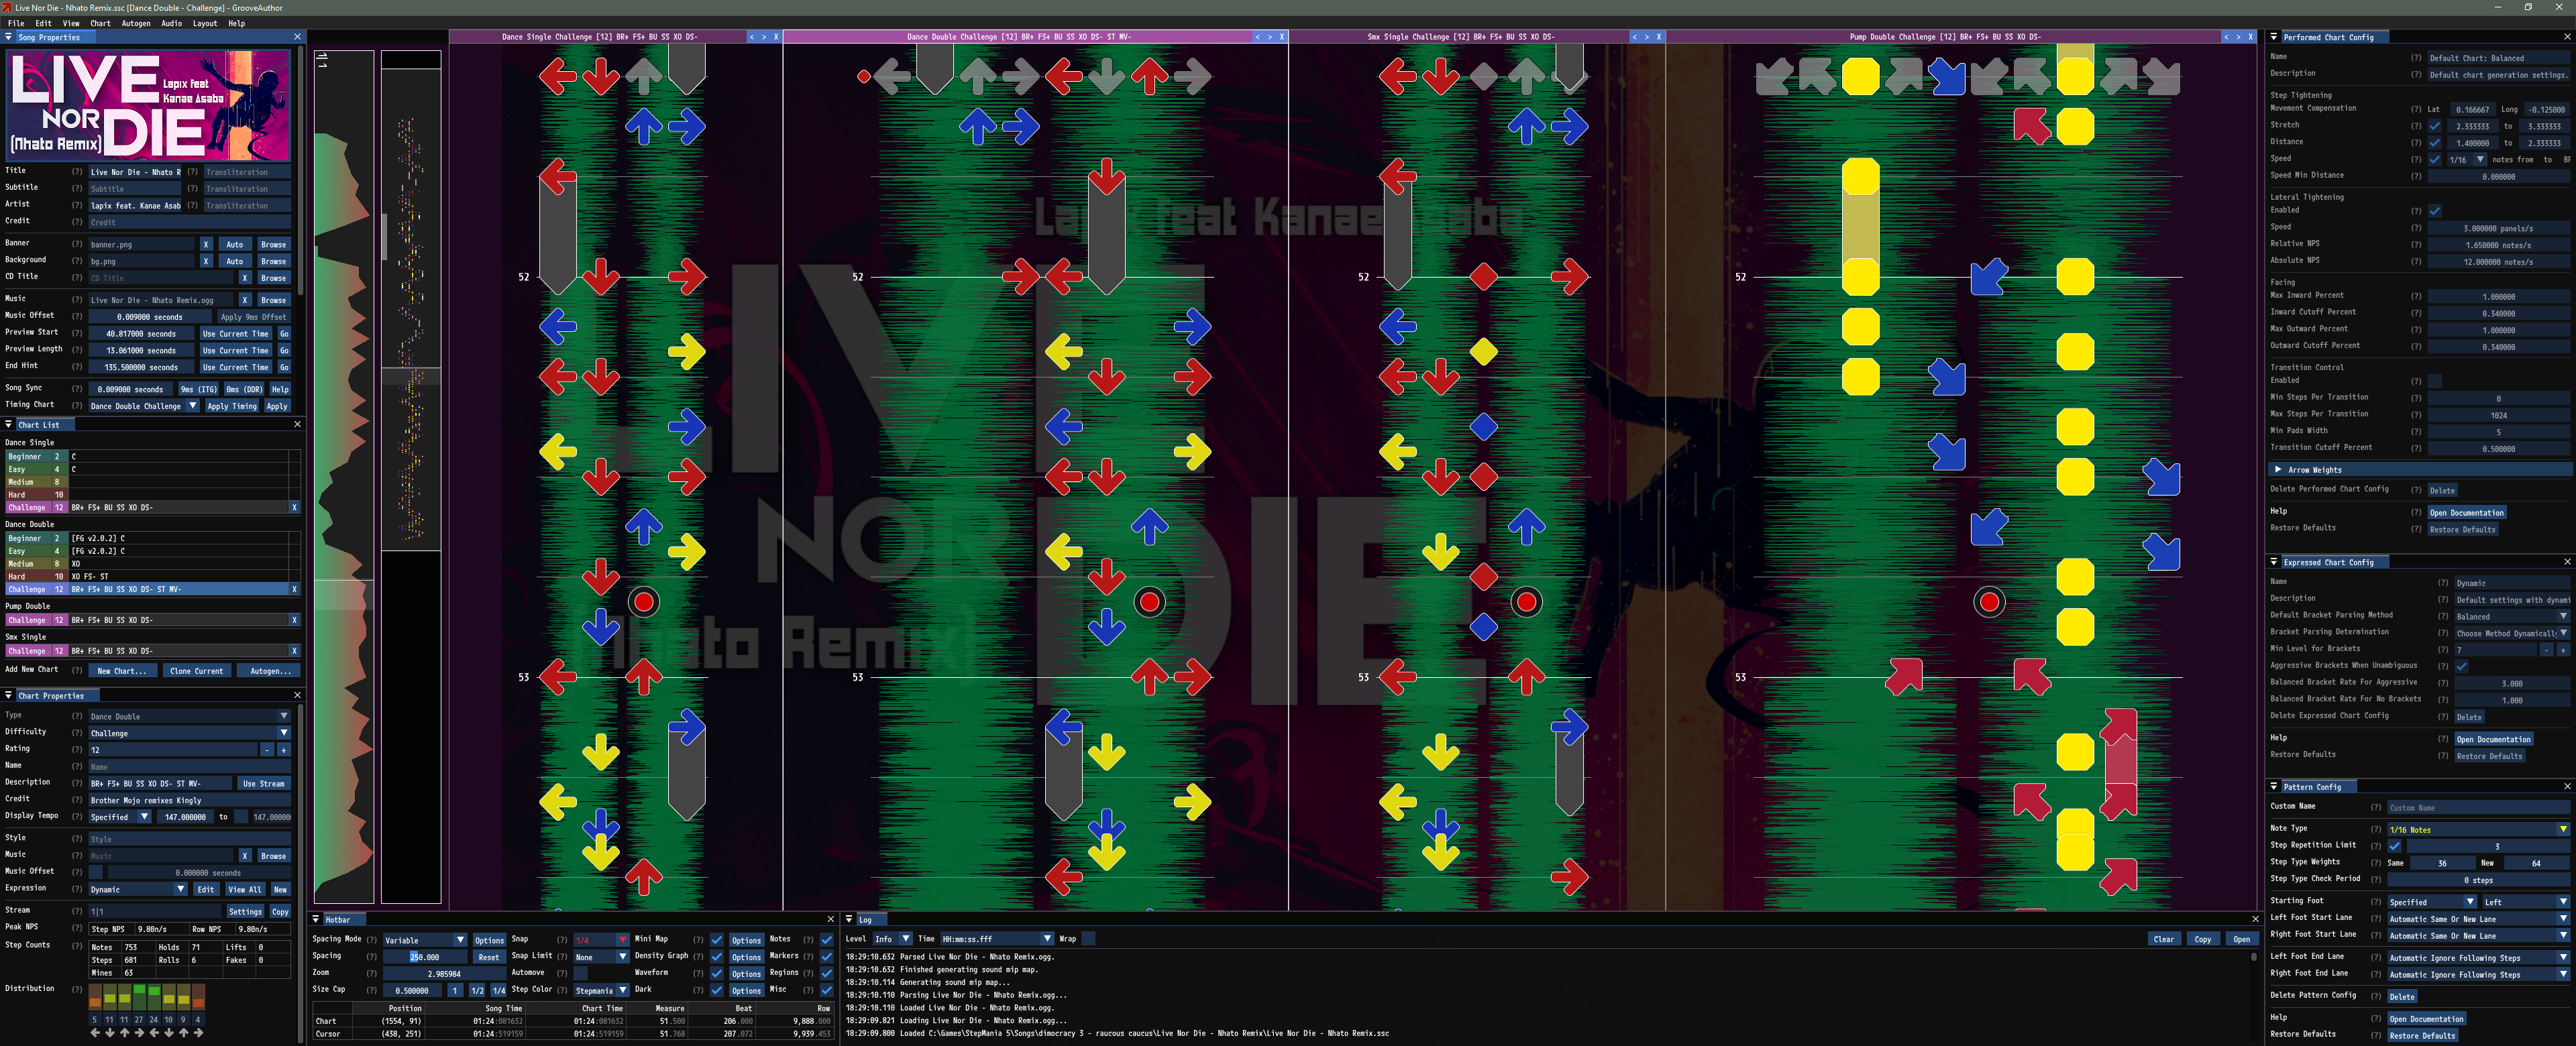 Live Nor Die - Nhato Remix.ssc [Dance Double - Challenge] - GrooveAuthor
File Edit View Chart Autogen Audio Layout Help
Song Properties
LIVE NOR DIE
Lapix feat Kanae Asaba
(Nhato Remix)
Title (?) Live Nor Die - Nhato R (?) Transliteration
Subtitle (?) Subtitle (?) Transliteration
Artist (?) lapix feat. Kanae Asab (?) Transliteration
Credit (?) Credit
Banner (?) banner.png X Auto Browse
Background (?) bg.png X Auto Browse
CD Title (?) CD Title X Browse
Music (?) Live Nor Die - Nhato Remix.ogg X Browse
Music Offset (?) 0.009000 seconds Apply 9ms Offset
Preview Start (?) 40.817000 seconds Use Current Time Go
Preview Length (?) 13.061000 seconds Use Current Time Go
End Hint (?) 135.500000 seconds Use Current Time Go
Song Sync (?) 0.009000 seconds 9ms (ITG) 0ms (DDR) Help
Timing Chart (?) Dance Double Challenge Apply Timing Apply
Chart List
Dance Single
Beginner 2 C
Easy 4 C
Medium 8
Hard 10
Challenge 12 BR+ FS+ BU SS XO DS- X
Dance Double
Beginner 2 [FG v2.0.2] C
Easy 4 [FG v2.0.2] C
Medium 8 XO
Hard 10 XO FS- ST
Challenge 12 BR+ FS+ BU SS XO DS- ST MV- X
Pump Double
Challenge 12 BR+ FS+ BU SS XO DS- X
Smx Single
Challenge 12 BR+ FS+ BU SS XO DS- X
Add New Chart (?) New Chart... Clone Current Autogen...
Chart Properties
Type (?) Dance Double
Difficulty (?) Challenge
Rating (?) 12 - +
Name (?) Name
Description (?) BR+ FS+ BU SS XO DS- ST MV- Use Stream
Credit (?) Brother Mojo remixes Kingly
Display Tempo (?) Specified 147.000000 to 147.00000
Style (?) Style
Music (?) Music X Browse
Music Offset (?) 0.000000 seconds
Expression (?) Dynamic Edit View All New
Stream (?) 1|1 Settings Copy
Peak NPS (?) Step NPS 9.80n/s Row NPS 9.80n/s
Step Counts (?) Notes 753 Holds 71 Lifts 0
Steps 681 Rolls 6 Fakes 0
Mines 63
Distribution (?)
5 11 11 27 24 10 9 4
Dance Single Challenge [12] BR+ FS+ BU SS XO DS- < > X
Dance Double Challenge [12] BR+ FS+ BU SS XO DS- ST MV- < > X
Smx Single Challenge [12] BR+ FS+ BU SS XO DS- < > X
Pump Double Challenge [12] BR+ FS+ BU SS XO DS- < > X
Lapix feat Kanae Asaba
LIVE
NOR DIE
(Nhato Remix)
52 52 52 52
53 53 53
Hotbar
Spacing Mode (?) Variable Options Snap (?) 1/4 Mini Map (?) Options Notes (?)
Spacing (?) 250.000 Reset Snap Limit (?) None Density Graph (?) Options Markers (?)
Zoom (?) 2.985984 Automove (?) Waveform (?) Options Regions (?)
Size Cap (?) 0.500000 1 1/2 1/4 Step Color (?) Stepmania Dark (?) Options Misc (?)
Position Song Time Chart Time Measure Beat Row
Chart (1554, 91) 01:24:081632 01:24:081632 51.500 206.000 9,888.000
Cursor (438, 251) 01:24:519159 01:24:519159 51.768 207.072 9,939.453
Log
Level Info Time HH:mm:ss.fff Wrap Clear Copy Open
18:29:10.632 Parsed Live Nor Die - Nhato Remix.ogg.
18:29:10.632 Finished generating sound mip map.
18:29:10.114 Generating sound mip map...
18:29:10.110 Parsing Live Nor Die - Nhato Remix.ogg...
18:29:10.110 Loaded Live Nor Die - Nhato Remix.ogg.
18:29:09.821 Loading Live Nor Die - Nhato Remix.ogg...
18:29:09.800 Loaded C:\Games\StepMania 5\Songs\dimocracy 3 - raucous caucus\Live Nor Die - Nhato Remix\Live Nor Die - Nhato Remix.ssc
Performed Chart Config
Name (?) Default Chart: Balanced
Description (?) Default chart generation settings.
Step Tightening
Movement Compensation (?) Lat 0.166667 Long -0.125000
Stretch (?) 2.333333 to 3.333333
Distance (?) 1.400000 to 2.333333
Speed (?) 1/16 notes from to BF
Speed Min Distance (?) 0.000000
Lateral Tightening
Enabled (?)
Speed (?) 3.000000 panels/s
Relative NPS (?) 1.650000 notes/s
Absolute NPS (?) 12.000000 notes/s
Facing
Max Inward Percent (?) 1.000000
Inward Cutoff Percent (?) 0.340000
Max Outward Percent (?) 1.000000
Outward Cutoff Percent (?) 0.340000
Transition Control
Enabled (?)
Min Steps Per Transition (?) 0
Max Steps Per Transition (?) 1024
Min Pads Width (?) 5
Transition Cutoff Percent (?) 0.500000
Arrow Weights
Delete Performed Chart Config (?) Delete
Help (?) Open Documentation
Restore Defaults (?) Restore Defaults
Expressed Chart Config
Name (?) Dynamic
Description (?) Default settings with dynami
Default Bracket Parsing Method (?) Balanced
Bracket Parsing Determination (?) Choose Method Dynamically
Min Level for Brackets (?) 7 - +
Aggressive Brackets When Unambiguous (?)
Balanced Bracket Rate For Aggressive (?) 3.000
Balanced Bracket Rate For No Brackets (?) 1.000
Delete Expressed Chart Config (?) Delete
Help (?) Open Documentation
Restore Defaults (?) Restore Defaults
Pattern Config
Custom Name (?) Custom Name
Note Type (?) 1/16 Notes
Step Repetition Limit (?) 3
Step Type Weights (?) Same 36 New 64
Step Type Check Period (?) 0 steps
Starting Foot (?) Specified Left
Left Foot Start Lane (?) Automatic Same Or New Lane
Right Foot Start Lane (?) Automatic Same Or New Lane
Left Foot End Lane (?) Automatic Ignore Following Steps
Right Foot End Lane (?) Automatic Ignore Following Steps
Delete Pattern Config (?) Delete
Help (?) Open Documentation
Restore Defaults (?) Restore Defaults